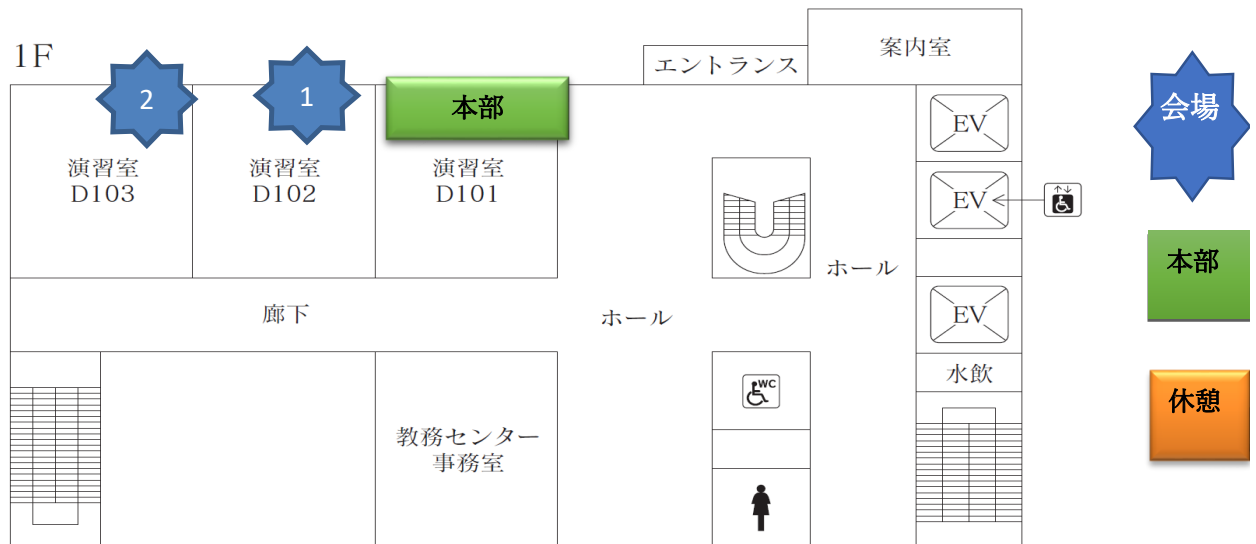 1F
2
1
本部
エントランス
案内室
会場
演習室
D103
演習室
D102
演習室
D101
EV
EV
本部
ホール
廊下
ホール
EV
水飲
WC
休憩
教務センター
事務室